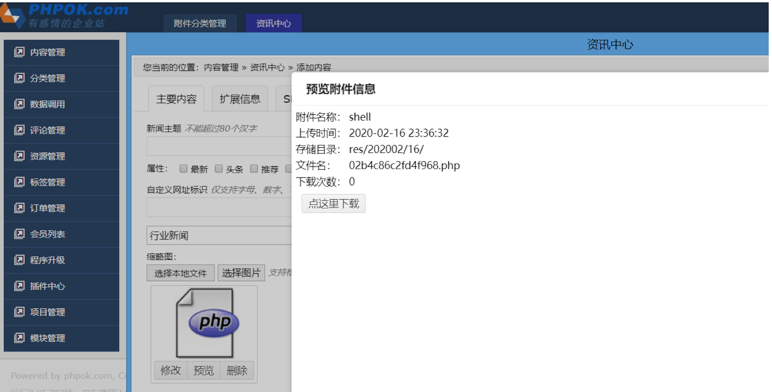 PHPOK.com
有感情的企业站
附件分类管理
资讯中心
资讯中心
内容管理
分类管理
数据调用
评论管理
资源管理
标签管理
订单管理
会员列表
程序升级
插件中心
项目管理
模块管理
Powered by phpok.com, C
您当前的位置: 内容管理 » 资讯中心 » 添加内容
主要内容
扩展信息
S
新闻主题 不能超过80个汉字
属性: 最新 头条 推荐
自定义网址标识 仅支持字母、数字、
行业新闻
缩略图:
选择本地文件 选择图片
php
修改 预览 删除
预览附件信息
附件名称: shell
上传时间: 2020-02-16 23:36:32
存储目录: res/202002/16/
文件名: 02b4c86c2fd4f968.php
下载次数: 0
点这里下载